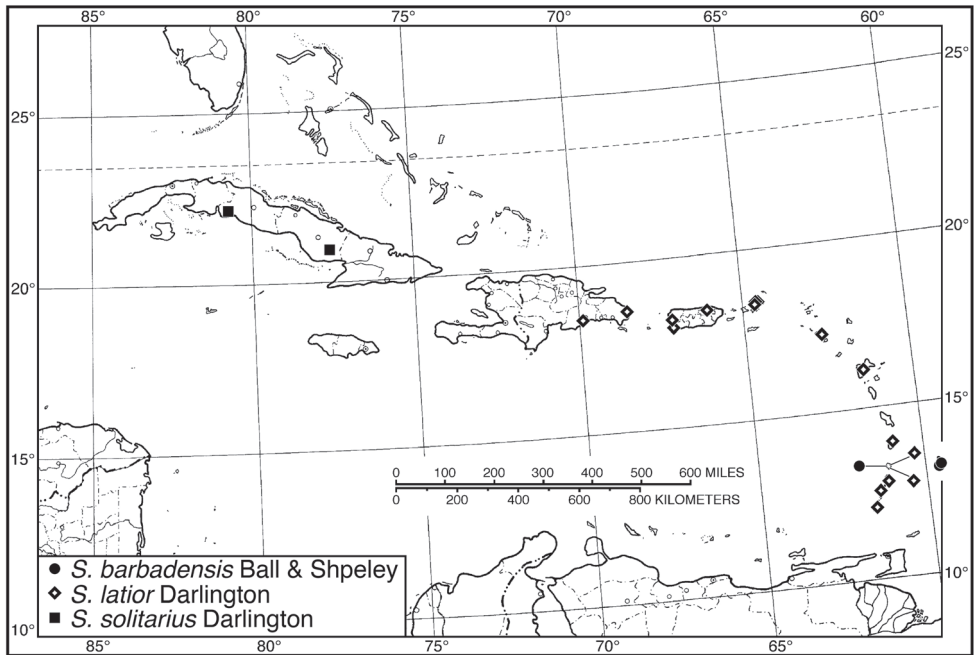 85° 80° 75° 70° 65° 60°
25°
25°
20°
20°
15°
15°
0 100 200 300 400 500 600 MILES
0 200 400 600 800 KILOMETERS
10°
10°
● S. barbadensis Ball & Shpeley
S. latior Darlington
■ S. solitarius Darlington
85° 80° 75° 70° 65°